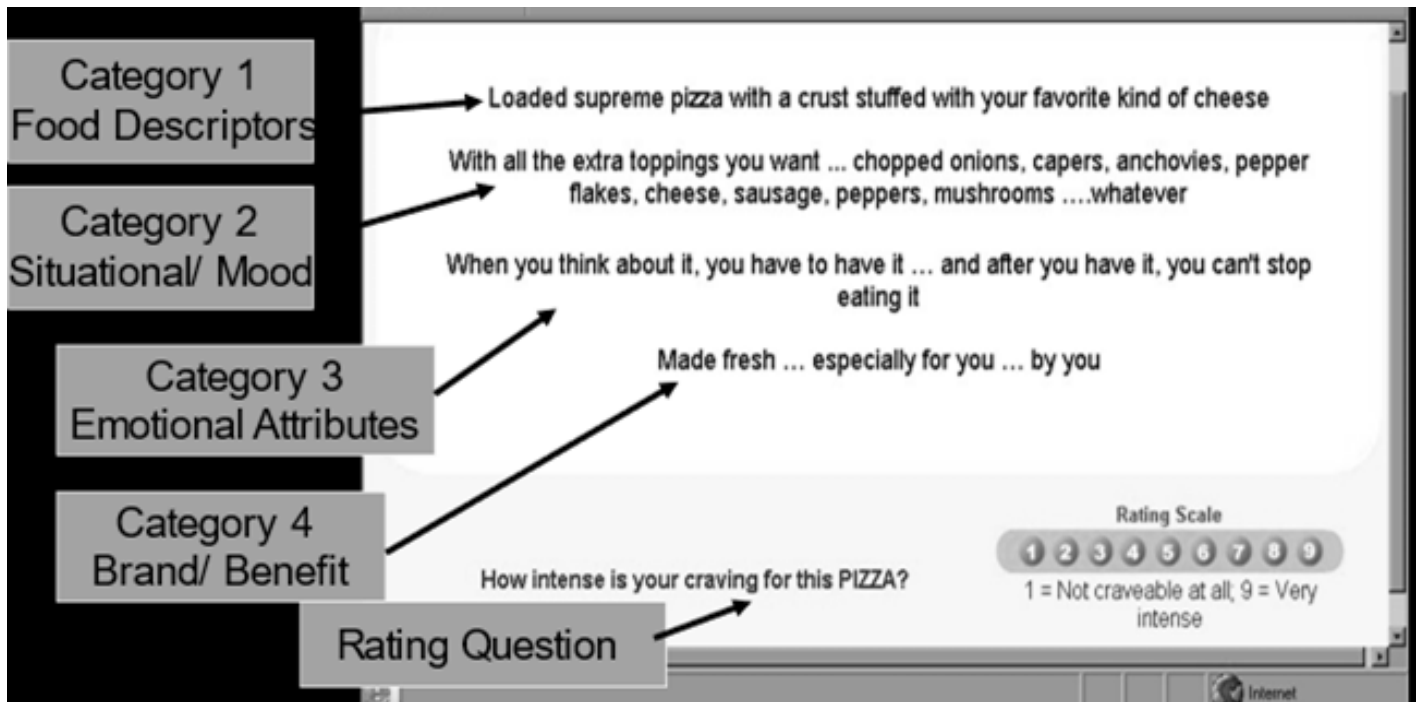 Category 1
Food Descriptors
Loaded supreme pizza with a crust stuffed with your favorite kind of cheese
Category 2
Situational/ Mood
With all the extra toppings you want ... chopped onions, capers, anchovies, pepper
flakes, cheese, sausage, peppers, mushrooms ....whatever
When you think about it, you have to have it ... and after you have it, you can't stop
eating it
Category 3
Emotional Attributes
Made fresh ... especially for you ... by you
Category 4
Brand/ Benefit
How intense is your craving for this PIZZA?
Rating Scale
1 2 3 4 5 6 7 8 9
1 = Not craveable at all; 9 = Very
intense
Rating Question
Internet